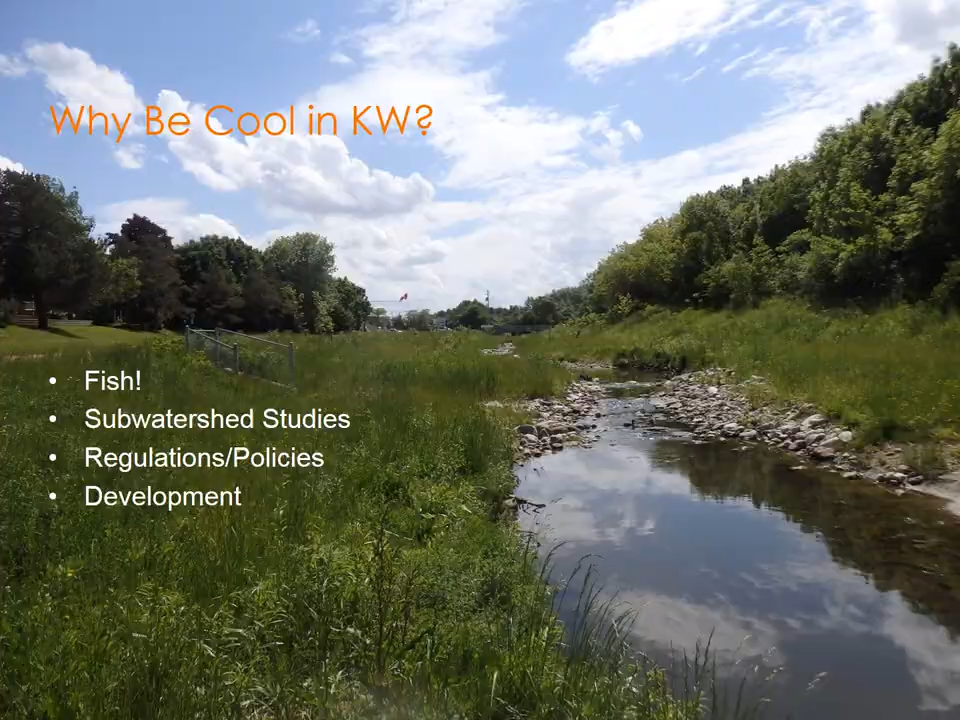 Why Be Cool in KW?
• Fish!
• Subwatershed Studies
• Regulations/Policies
• Development